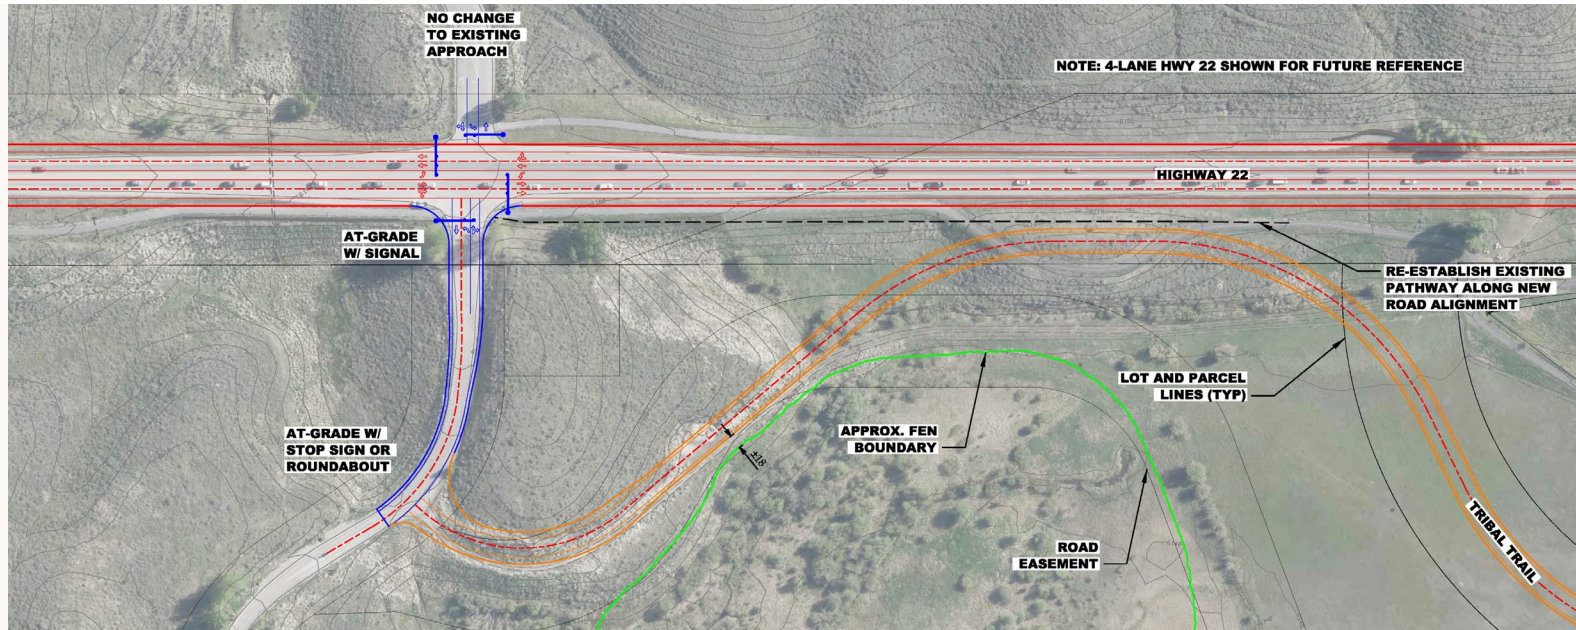 NO CHANGE
TO EXISTING
APPROACH
NOTE: 4-LANE HWY 22 SHOWN FOR FUTURE REFERENCE
HIGHWAY 22
AT-GRADE
W/ SIGNAL
RE-ESTABLISH EXISTING
PATHWAY ALONG NEW
ROAD ALIGNMENT
LOT AND PARCEL
LINES (TYP)
APPROX. FEN
BOUNDARY
AT-GRADE W/
STOP SIGN OR
ROUNDABOUT
±18
ROAD
EASEMENT
TRIBAL TRAIL